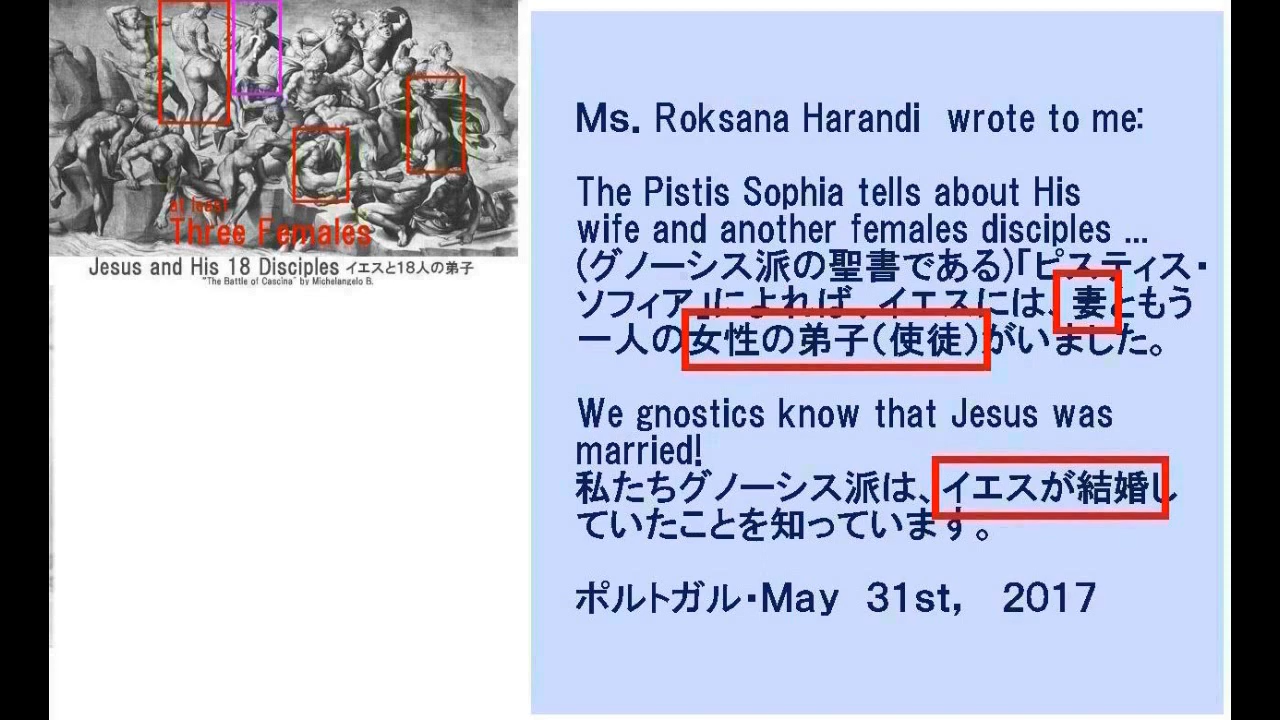 at least
Three Females
Jesus and His 18 Disciples イエスと18人の弟子
"The Battle of Cascina" by Michelangelo B.
Ms. Roksana Harandi wrote to me:
The Pistis Sophia tells about His
wife and another females disciples ...
(グノーシス派の聖書である)「ピスティス・
ソフィア」によれば、イエスには、妻ともう
一人の女性の弟子(使徒)がいました。
We gnostics know that Jesus was
married!
私たちグノーシス派は、イエスが結婚し
ていたことを知っています。
ポルトガル・May 31st, 2017